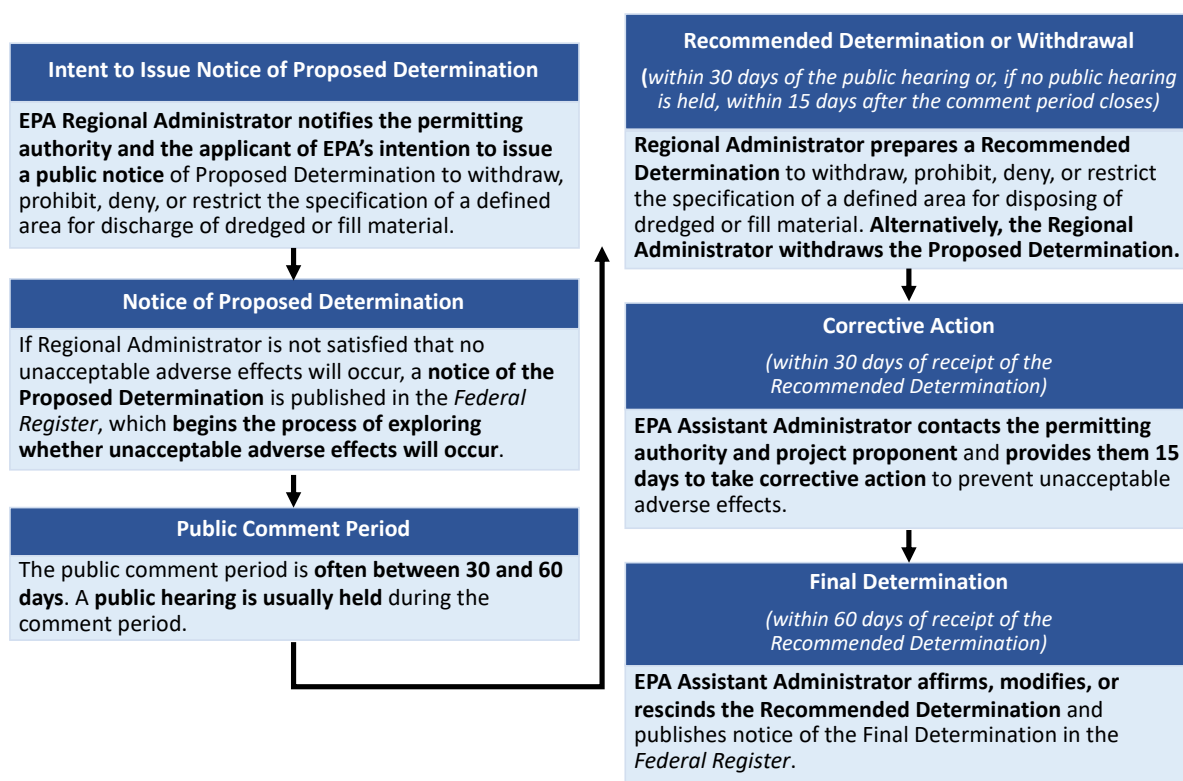 Intent to Issue Notice of Proposed Determination
EPA Regional Administrator notifies the permitting
authority and the applicant of EPA’s intention to issue
a public notice of Proposed Determination to withdraw,
prohibit, deny, or restrict the specification of a defined
area for discharge of dredged or fill material.
Notice of Proposed Determination
If Regional Administrator is not satisfied that no
unacceptable adverse effects will occur, a notice of the
Proposed Determination is published in the Federal
Register, which begins the process of exploring
whether unacceptable adverse effects will occur.
Public Comment Period
The public comment period is often between 30 and 60
days. A public hearing is usually held during the
comment period.
Recommended Determination or Withdrawal
(within 30 days of the public hearing or, if no public hearing
is held, within 15 days after the comment period closes)
Regional Administrator prepares a Recommended
Determination to withdraw, prohibit, deny, or restrict
the specification of a defined area for disposing of
dredged or fill material. Alternatively, the Regional
Administrator withdraws the Proposed Determination.
Corrective Action
(within 30 days of receipt of the
Recommended Determination)
EPA Assistant Administrator contacts the permitting
authority and project proponent and provides them 15
days to take corrective action to prevent unacceptable
adverse effects.
Final Determination
(within 60 days of receipt of the
Recommended Determination)
EPA Assistant Administrator affirms, modifies, or
rescinds the Recommended Determination and
publishes notice of the Final Determination in the
Federal Register.